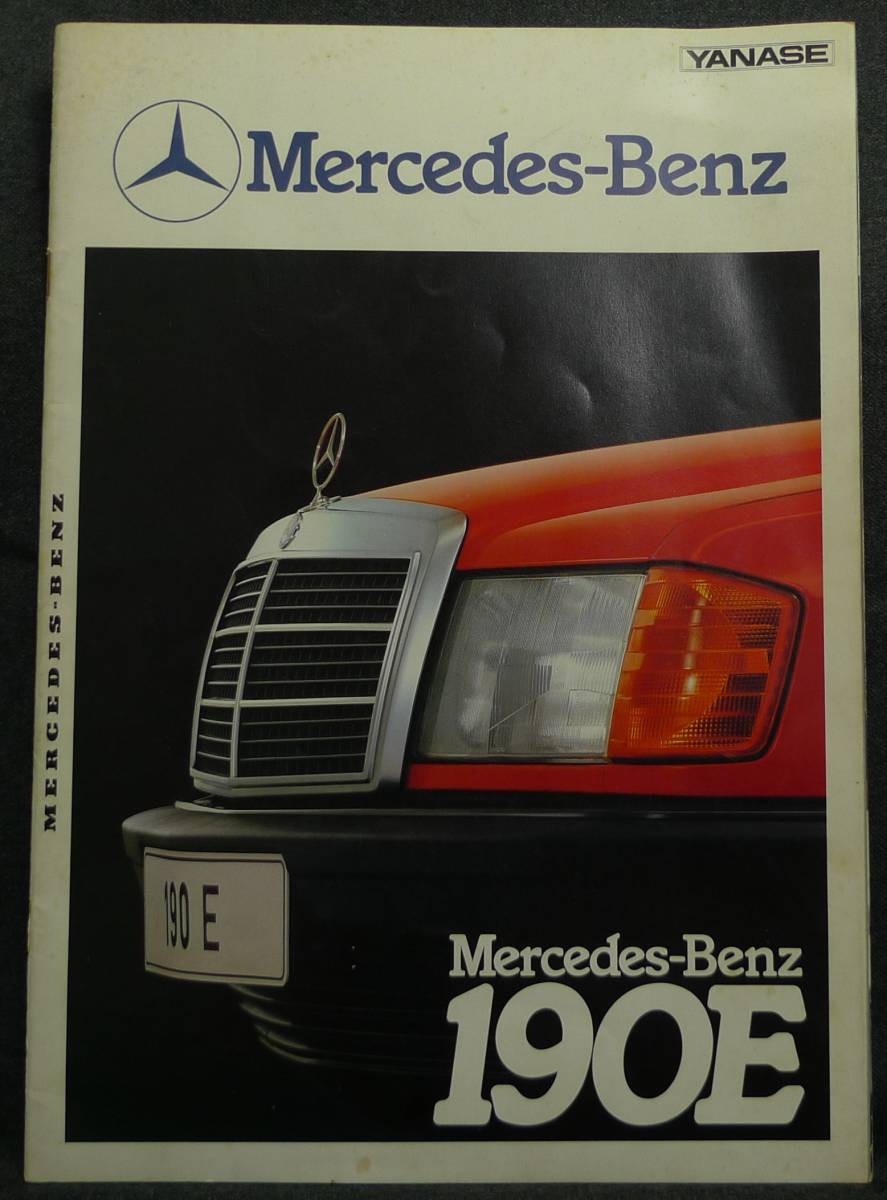 YANASE
Mercedes-Benz
MERCEDES-BENZ
190 E
Mercedes-Benz
190E